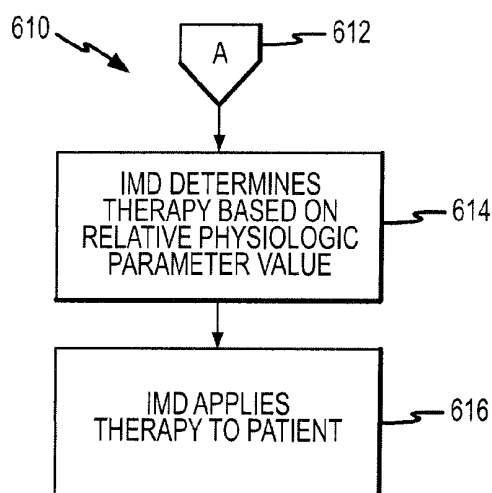 610
A
612
IMD DETERMINES
THERAPY BASED ON
RELATIVE PHYSIOLOGIC
PARAMETER VALUE
614
IMD APPLIES
THERAPY TO PATIENT
616